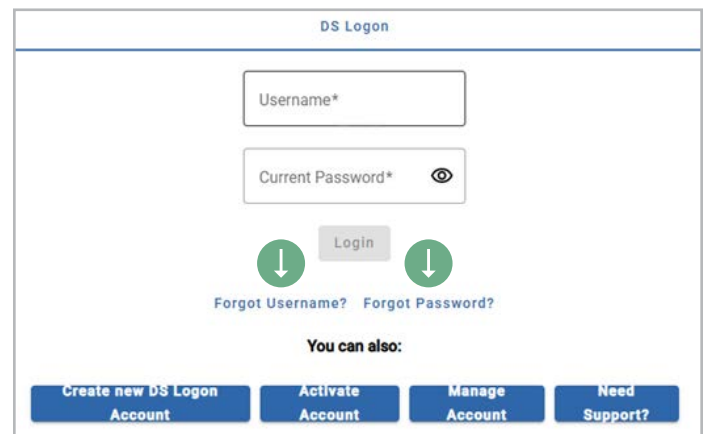 DS Logon
Username*
Current Password*
Login
Forgot Username? Forgot Password?
You can also:
Create new DS Logon Account
Activate Account
Manage Account
Need Support?